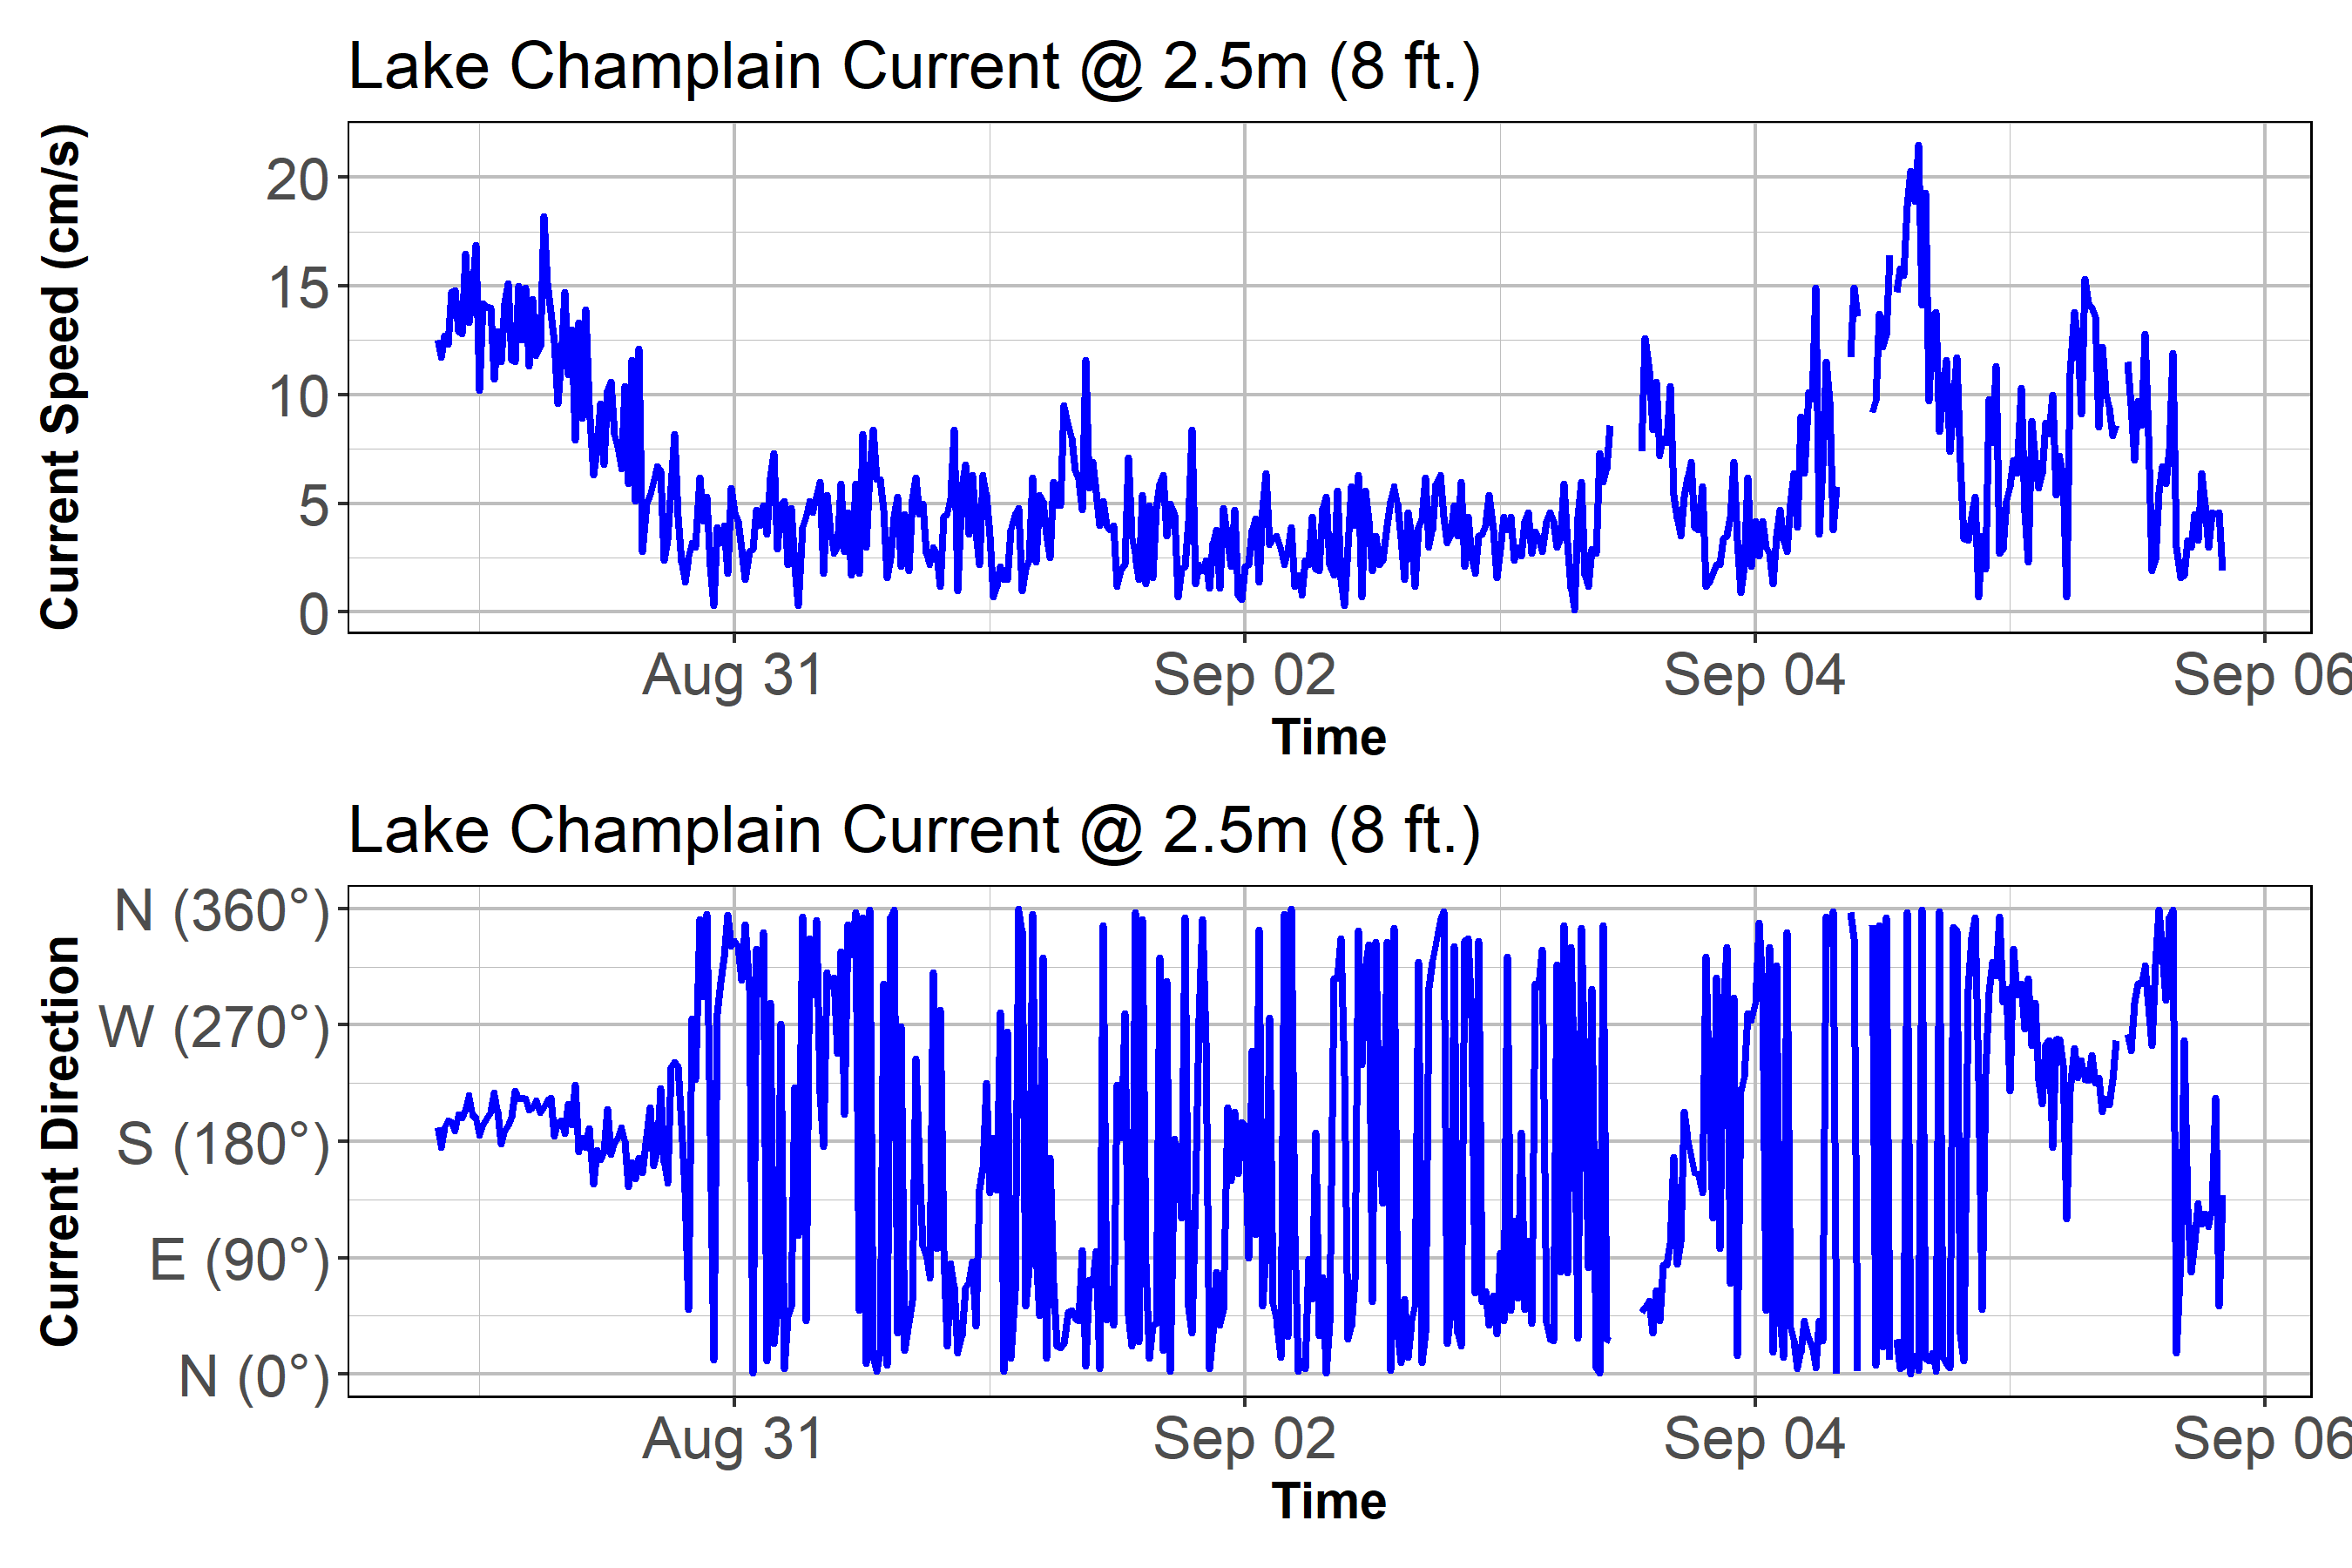 Lake Champlain Current @ 2.5m (8 ft.)
Current Speed (cm/s)
20
15
10
5
0
Aug 31 Sep 02 Sep 04 Sep 06
Time
Lake Champlain Current @ 2.5m (8 ft.)
Current Direction
N (360°)
W (270°)
S (180°)
E (90°)
N (0°)
Aug 31 Sep 02 Sep 04 Sep 06
Time